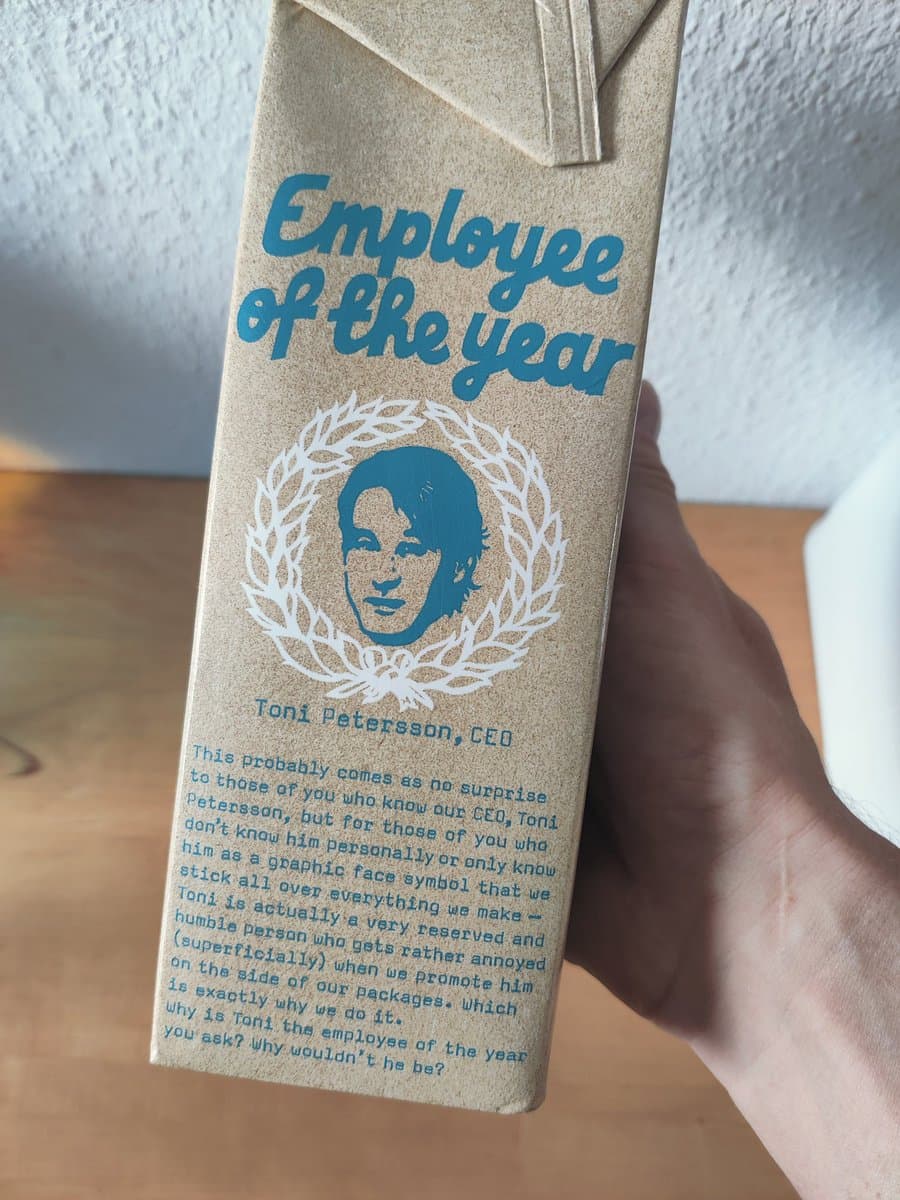 Employee
of the year
Toni Petersson, CEO
This probably comes as no surprise
to those of you who know our CEO, Toni
Petersson, but for those of you who
don't know him personally or only know
him as a graphic face symbol that we
stick all over everything we make —
Toni is actually a very reserved and
humble person who gets rather annoyed
(superficially) when we promote him
on the side of our packages. Which
is exactly why we do it.
Why is Toni the employee of the year
you ask? Why wouldn't he be?